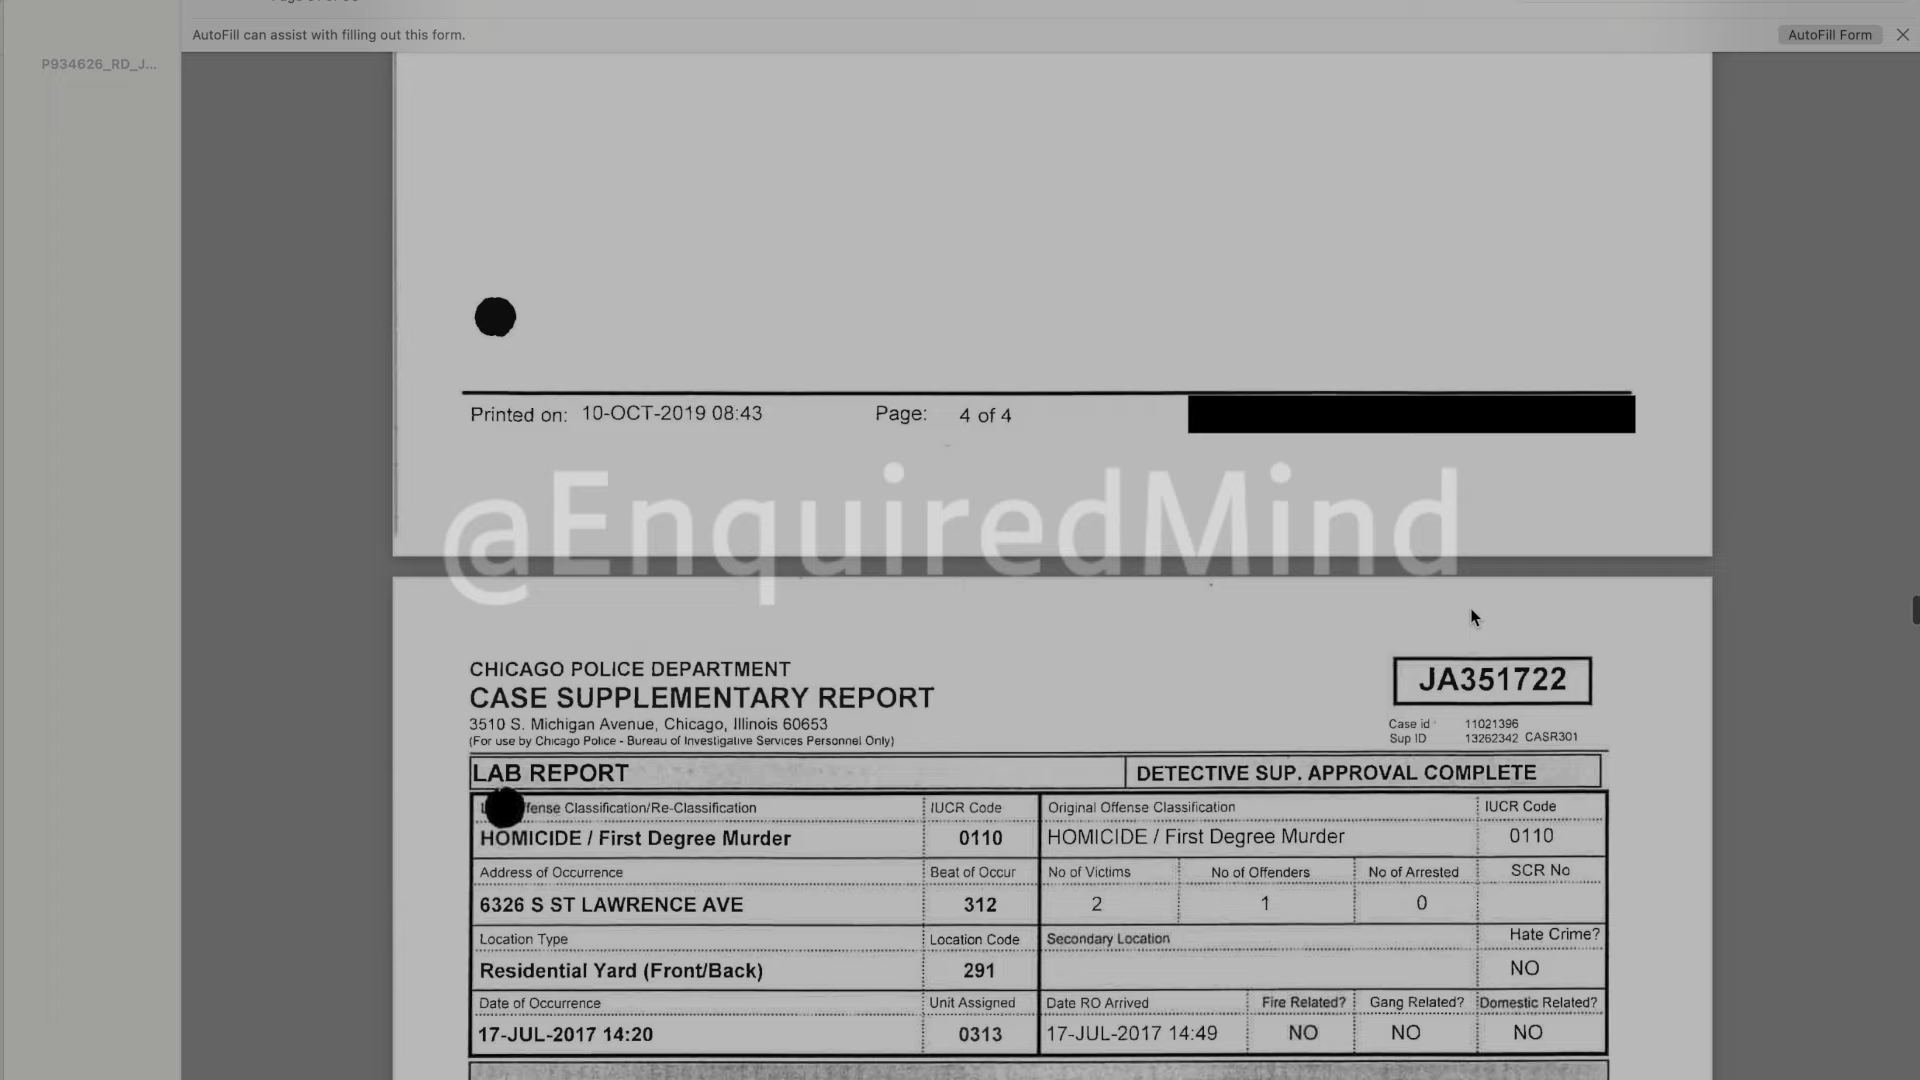 AutoFill can assist with filling out this form.
AutoFill Form
P934626_RD_J...
Printed on: 10-OCT-2019 08:43 Page: 4 of 4
@EnquiredMind
CHICAGO POLICE DEPARTMENT
CASE SUPPLEMENTARY REPORT
3510 S. Michigan Avenue, Chicago, Illinois 60653
(For use by Chicago Police - Bureau of Investigative Services Personnel Only)
JA351722
Case id 11021396
Sup ID 13262342 CASR301
LAB REPORT DETECTIVE SUP. APPROVAL COMPLETE
Classification/Re-Classification IUCR Code Original Offense Classification IUCR Code
HOMICIDE / First Degree Murder 0110 HOMICIDE / First Degree Murder 0110
Address of Occurrence Beat of Occur No of Victims No of Offenders No of Arrested SCR No
6326 S ST LAWRENCE AVE 312 2 1 0
Location Type Location Code Secondary Location Hate Crime?
Residential Yard (Front/Back) 291 NO
Date of Occurrence Unit Assigned Date RO Arrived Fire Related? Gang Related? Domestic Related?
17-JUL-2017 14:20 0313 17-JUL-2017 14:49 NO NO NO